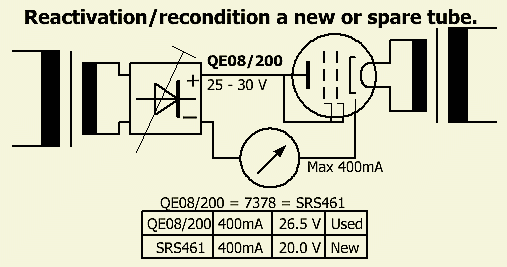 Reactivation/recondition a new or spare tube.
QE08/200
+
25 - 30 V
−
Max 400mA
QE08/200 = 7378 = SRS461
QE08/200 400mA 26.5 V Used
SRS461 400mA 20.0 V New